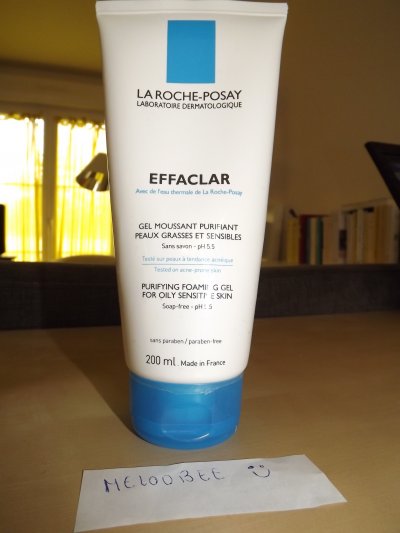 LA ROCHE-POSAY
LABORATOIRE DERMATOLOGIQUE
EFFACLAR
Avec de l'eau thermale de La Roche-Posay
GEL MOUSSANT PURIFIANT
PEAUX GRASSES ET SENSIBLES
Sans savon - pH 5.5
Testé sur peaux à tendance acnéique
Tested on acne-prone skin
PURIFYING FOAMING GEL
FOR OILY SENSITIVE SKIN
Soap-free - pH 5.5
sans paraben / paraben-free
200 ml Made in France
MELOOBEE